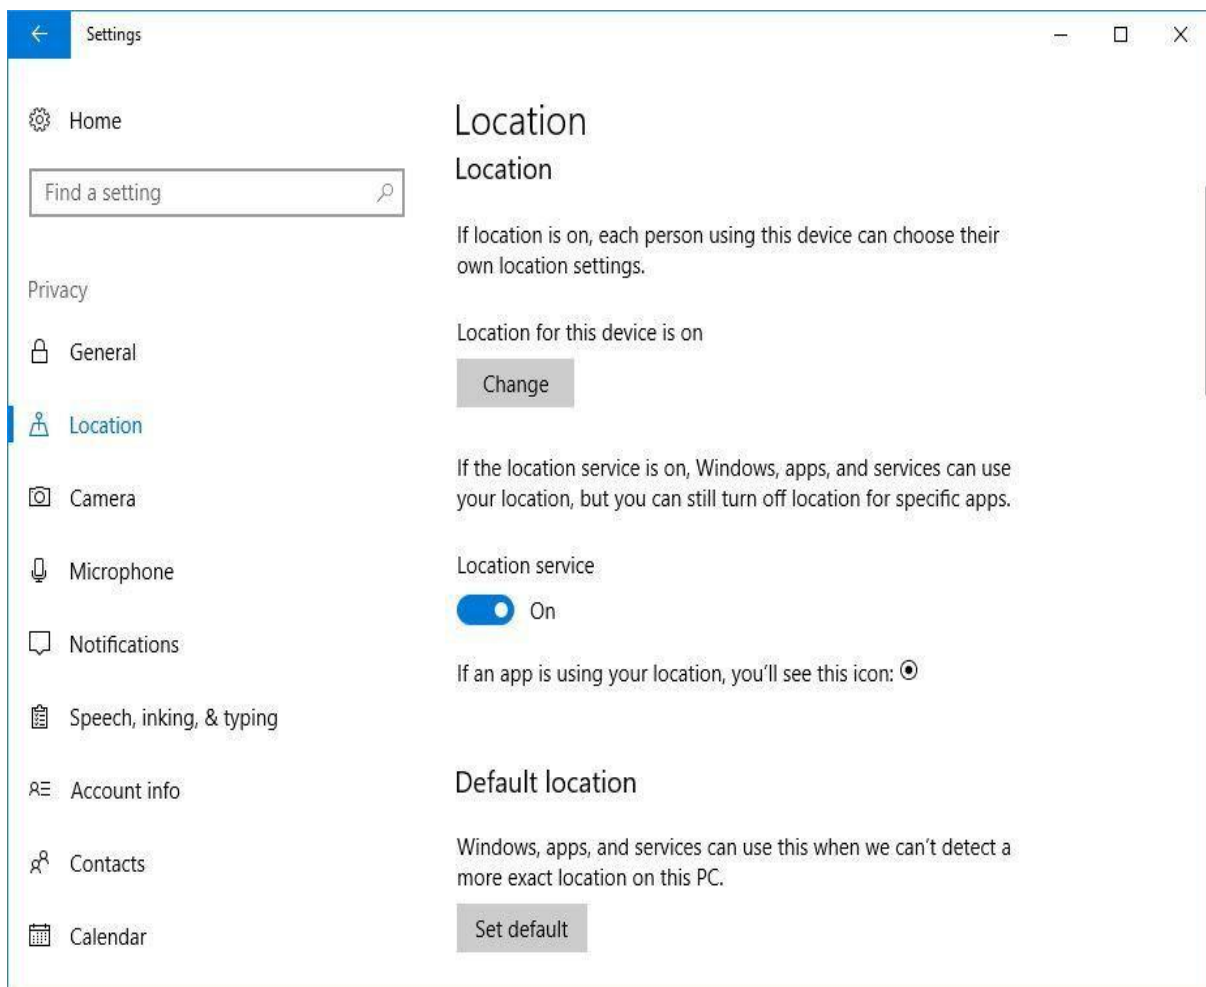 Settings
Home
Find a setting
Privacy
General
Location
Camera
Microphone
Notifications
Speech, inking, & typing
Account info
Contacts
Calendar
Location
Location
If location is on, each person using this device can choose their
own location settings.
Location for this device is on
Change
If the location service is on, Windows, apps, and services can use
your location, but you can still turn off location for specific apps.
Location service
On
If an app is using your location, you'll see this icon:
Default location
Windows, apps, and services can use this when we can't detect a
more exact location on this PC.
Set default